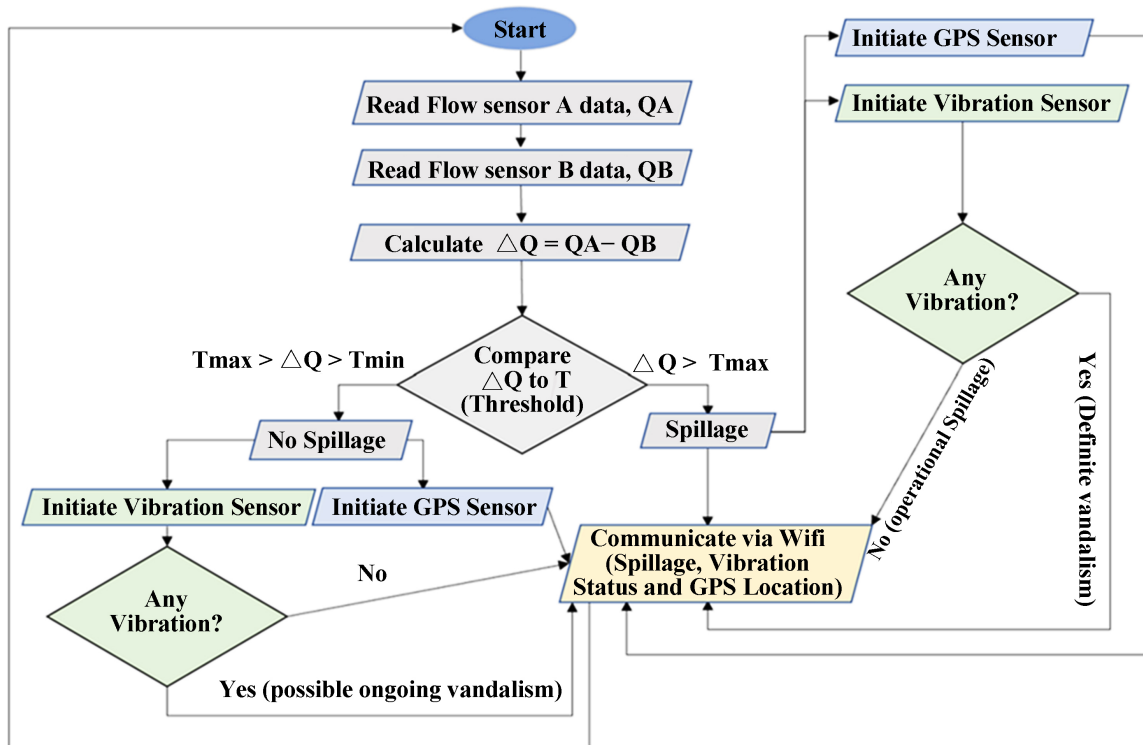 Start
Read Flow sensor A data, QA
Read Flow sensor B data, QB
Calculate △Q = QA− QB
Compare
△Q to T
(Threshold)
Tmax > △Q > Tmin
△Q > Tmax
No Spillage
Spillage
Initiate Vibration Sensor
Initiate GPS Sensor
Any
Vibration?
No
Yes (possible ongoing vandalism)
Communicate via Wifi
(Spillage, Vibration
Status and GPS Location)
Initiate GPS Sensor
Initiate Vibration Sensor
Any
Vibration?
No (operational Spillage)
Yes (Definite vandalism)